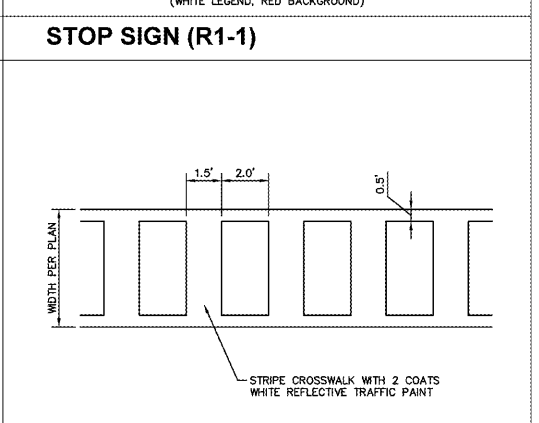 (WHITE LEGEND, RED BACKGROUND)
STOP SIGN (R1-1)
1.5'
2.0'
0.5'
WIDTH PER PLAN
STRIPE CROSSWALK WITH 2 COATS
WHITE REFLECTIVE TRAFFIC PAINT